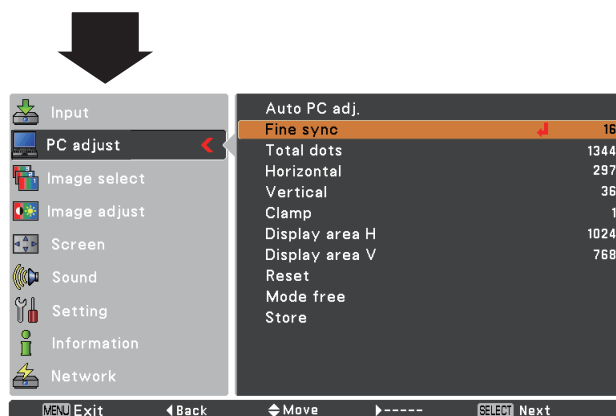 Input
PC adjust
Image select
Image adjust
Screen
Sound
Setting
Information
Network
Auto PC adj.
Fine sync 16
Total dots 1344
Horizontal 297
Vertical 36
Clamp 1
Display area H 1024
Display area V 768
Reset
Mode free
Store
MENU Exit ◀Back Move ▶----- SELECT Next